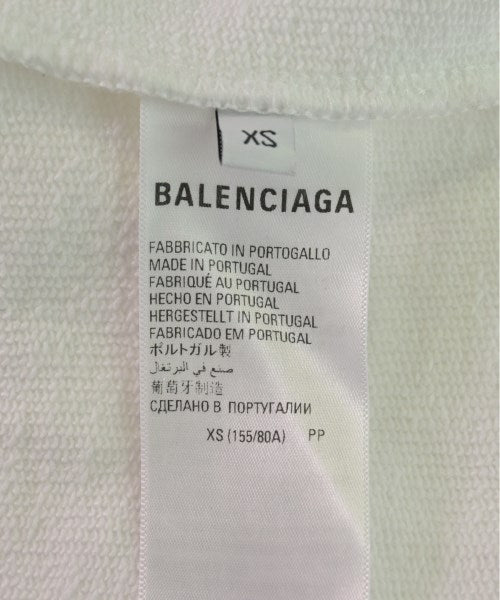 XS
BALENCIAGA
FABBRICATO IN PORTOGALLO
MADE IN PORTUGAL
FABRIQUÉ AU PORTUGAL
HECHO EN PORTUGAL
HERGESTELLT IN PORTUGAL
FABRICADO EM PORTUGAL
ポルトガル製
صنع في البرتغال
葡萄牙制造
СДЕЛАНО В ПОРТУГАЛИИ
XS (155/80A) PP